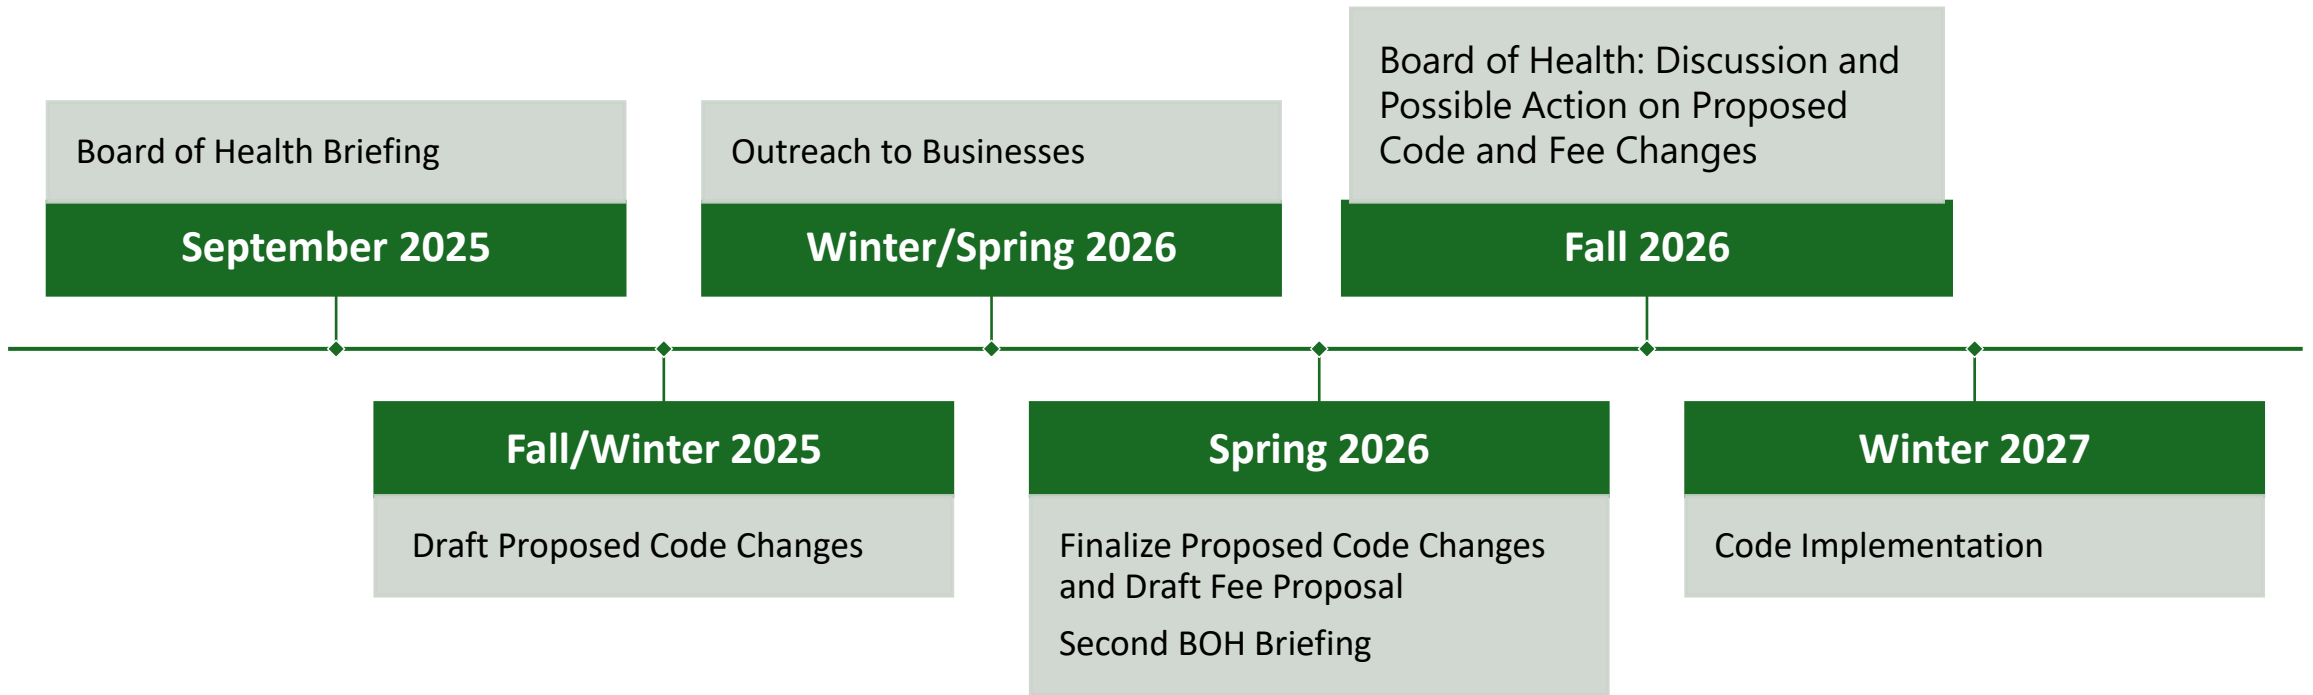 Board of Health Briefing
September 2025
Fall/Winter 2025
Draft Proposed Code Changes
Outreach to Businesses
Winter/Spring 2026
Spring 2026
Finalize Proposed Code Changes
and Draft Fee Proposal
Second BOH Briefing
Board of Health: Discussion and
Possible Action on Proposed
Code and Fee Changes
Fall 2026
Winter 2027
Code Implementation